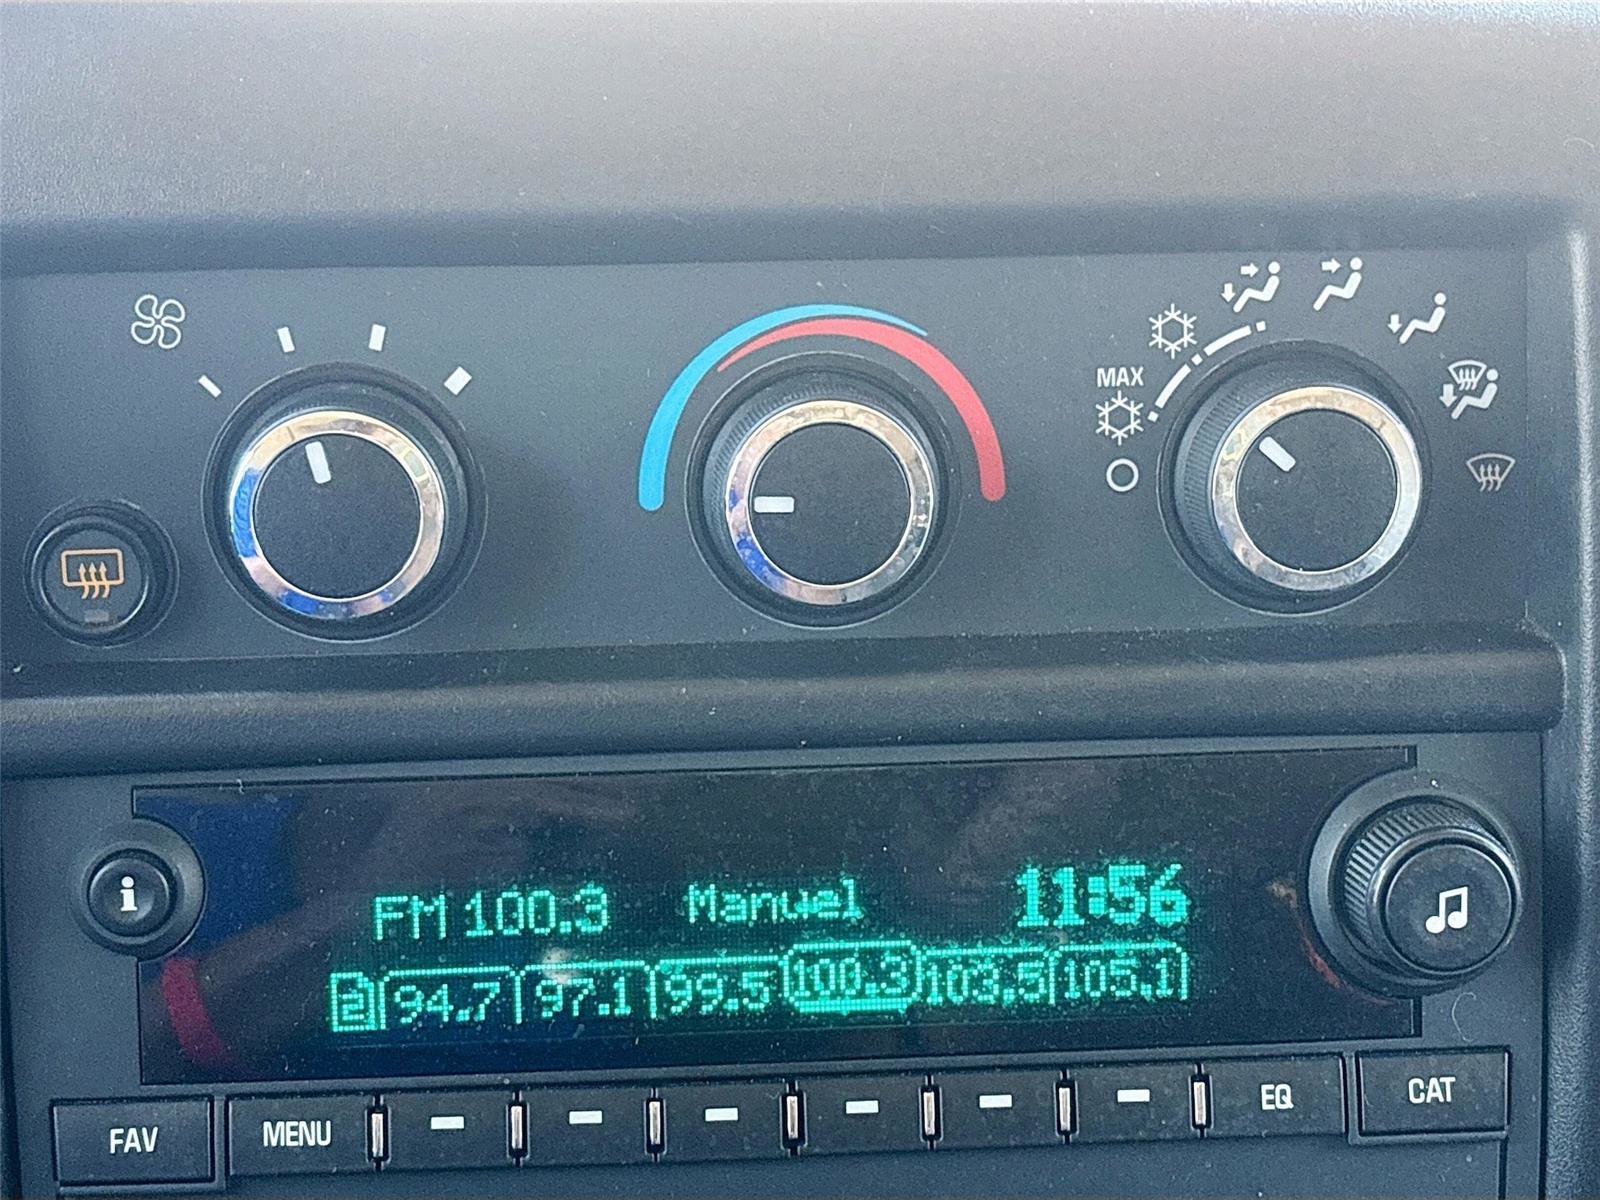 MAX
FM 100.3 Manuel 11:56
2 94.7 97.1 99.5 100.3 103.5 105.1
i
FAV MENU EQ CAT